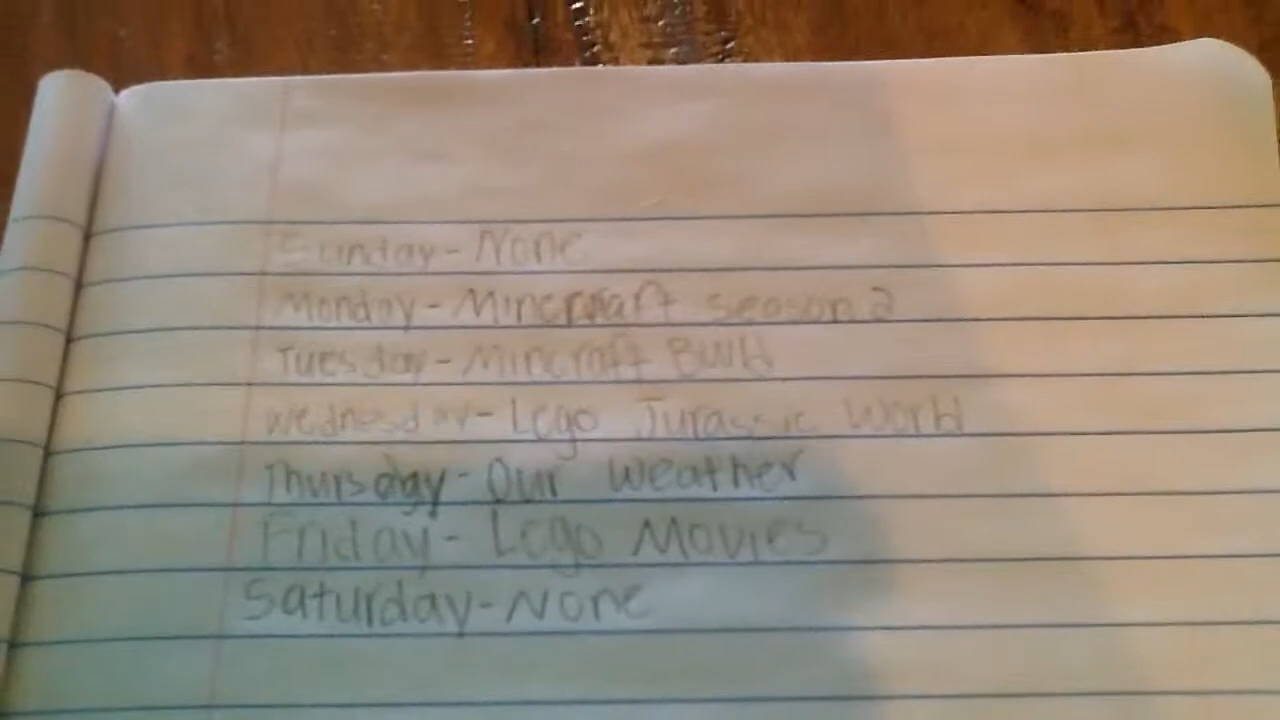 Sunday- None
Monday- Minecraft season 2
Tuesday- Mincraft Build
Wednesday- Lego Jurassic World
Thursday- Our Weather
Friday- Lego Movies
Saturday- None